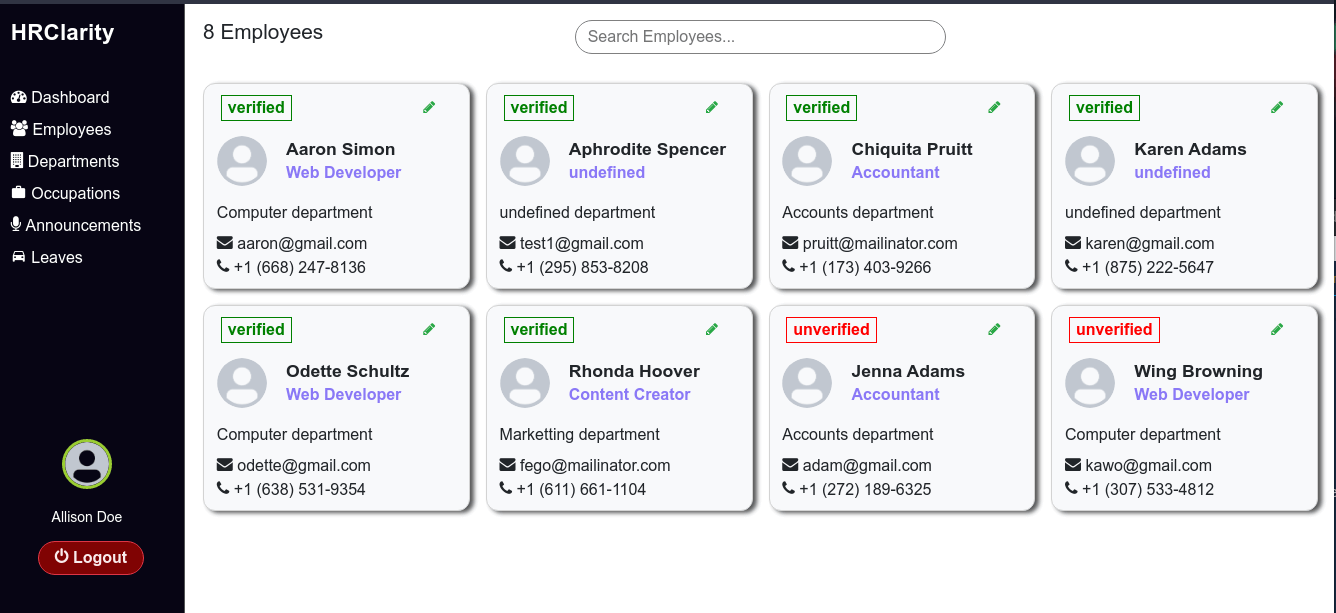 HRClarity
Dashboard
Employees
Departments
Occupations
Announcements
Leaves
Allison Doe
Logout
8 Employees
Search Employees...
verified
Aaron Simon
Web Developer
Computer department
aaron@gmail.com
+1 (668) 247-8136
verified
Aphrodite Spencer
undefined
undefined department
test1@gmail.com
+1 (295) 853-8208
verified
Chiquita Pruitt
Accountant
Accounts department
pruitt@mailinator.com
+1 (173) 403-9266
verified
Karen Adams
undefined
undefined department
karen@gmail.com
+1 (875) 222-5647
verified
Odette Schultz
Web Developer
Computer department
odette@gmail.com
+1 (638) 531-9354
verified
Rhonda Hoover
Content Creator
Marketting department
fego@mailinator.com
+1 (611) 661-1104
unverified
Jenna Adams
Accountant
Accounts department
adam@gmail.com
+1 (272) 189-6325
unverified
Wing Browning
Web Developer
Computer department
kawo@gmail.com
+1 (307) 533-4812